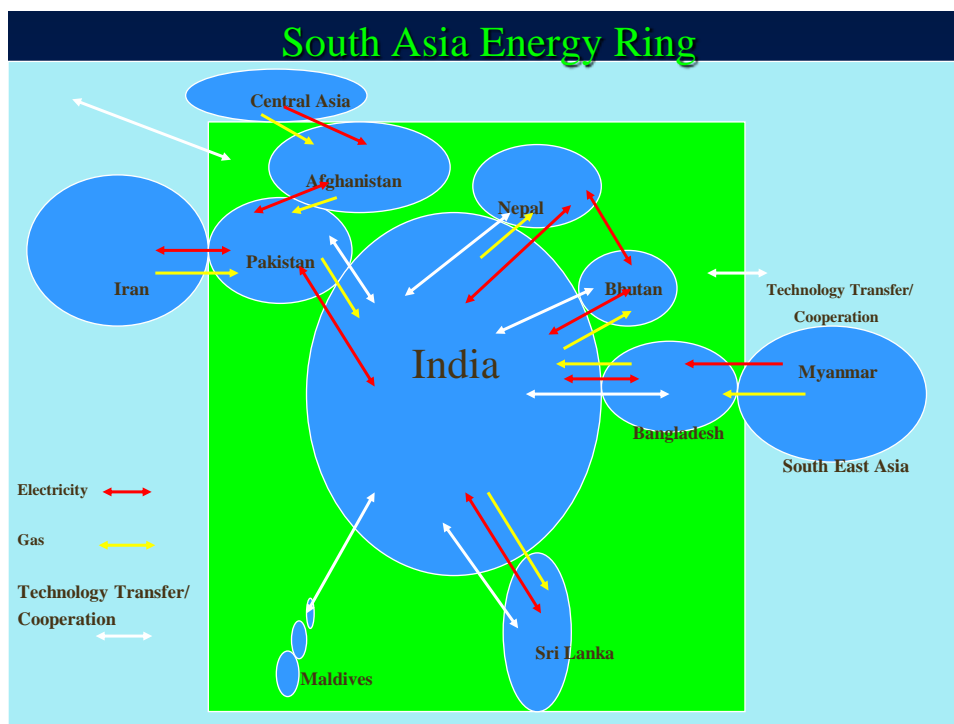 South Asia Energy Ring
Central Asia
Afghanistan
Nepal
Pakistan
Iran
Bhutan
Technology Transfer/
Cooperation
India
Myanmar
Bangladesh
South East Asia
Electricity
Gas
Technology Transfer/
Cooperation
Sri Lanka
Maldives